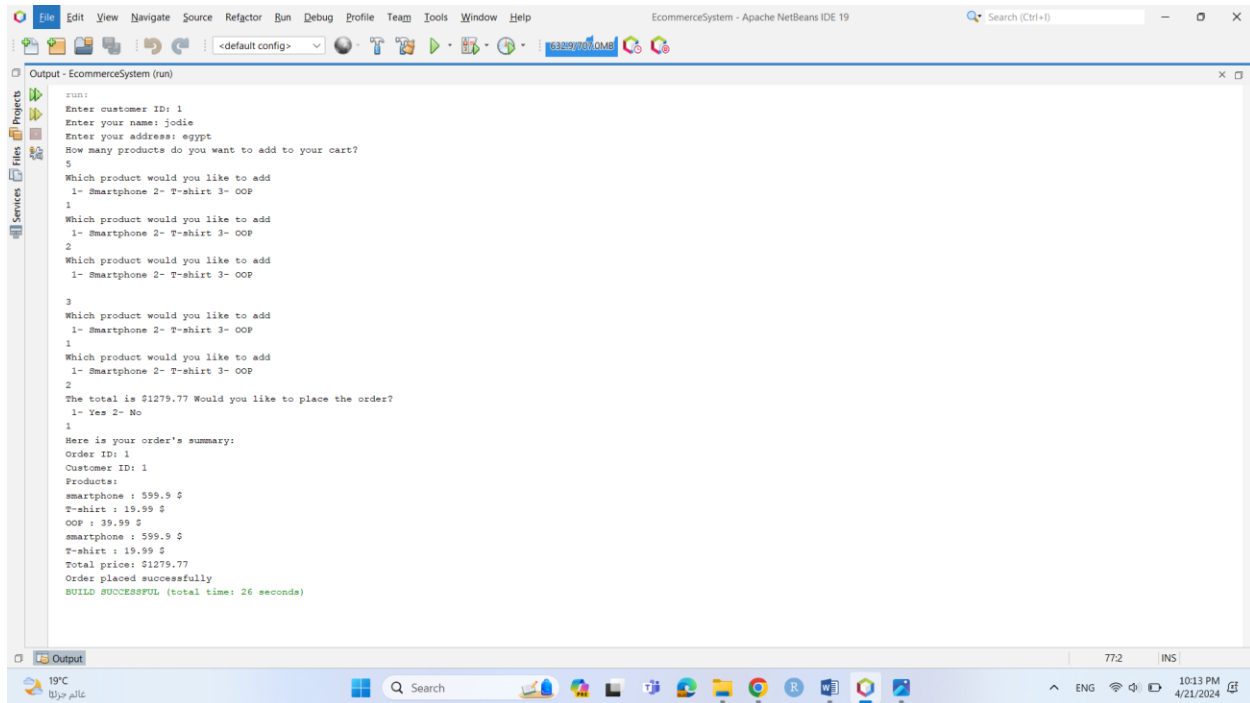 File Edit View Navigate Source Refactor Run Debug Profile Team Tools Window Help EcommerceSystem - Apache NetBeans IDE 19 Search (Ctrl+I)
<default config> 632.9/707.0MB
Output - EcommerceSystem (run)
Projects
Files
Services
run:
Enter customer ID: 1
Enter your name: jodie
Enter your address: egypt
How many products do you want to add to your cart?
5
Which product would you like to add
1- Smartphone 2- T-shirt 3- OOP
1
Which product would you like to add
1- Smartphone 2- T-shirt 3- OOP
2
Which product would you like to add
1- Smartphone 2- T-shirt 3- OOP
3
Which product would you like to add
1- Smartphone 2- T-shirt 3- OOP
1
Which product would you like to add
1- Smartphone 2- T-shirt 3- OOP
2
The total is $1279.77 Would you like to place the order?
1- Yes 2- No
1
Here is your order's summary:
Order ID: 1
Customer ID: 1
Products:
smartphone : 599.9 $
T-shirt : 19.99 $
OOP : 39.99 $
smartphone : 599.9 $
T-shirt : 19.99 $
Total price: $1279.77
Order placed successfully
BUILD SUCCESSFUL (total time: 26 seconds)
Output 77:2 INS
19°C Search ENG 10:13 PM
غائم جزئيًا 4/21/2024